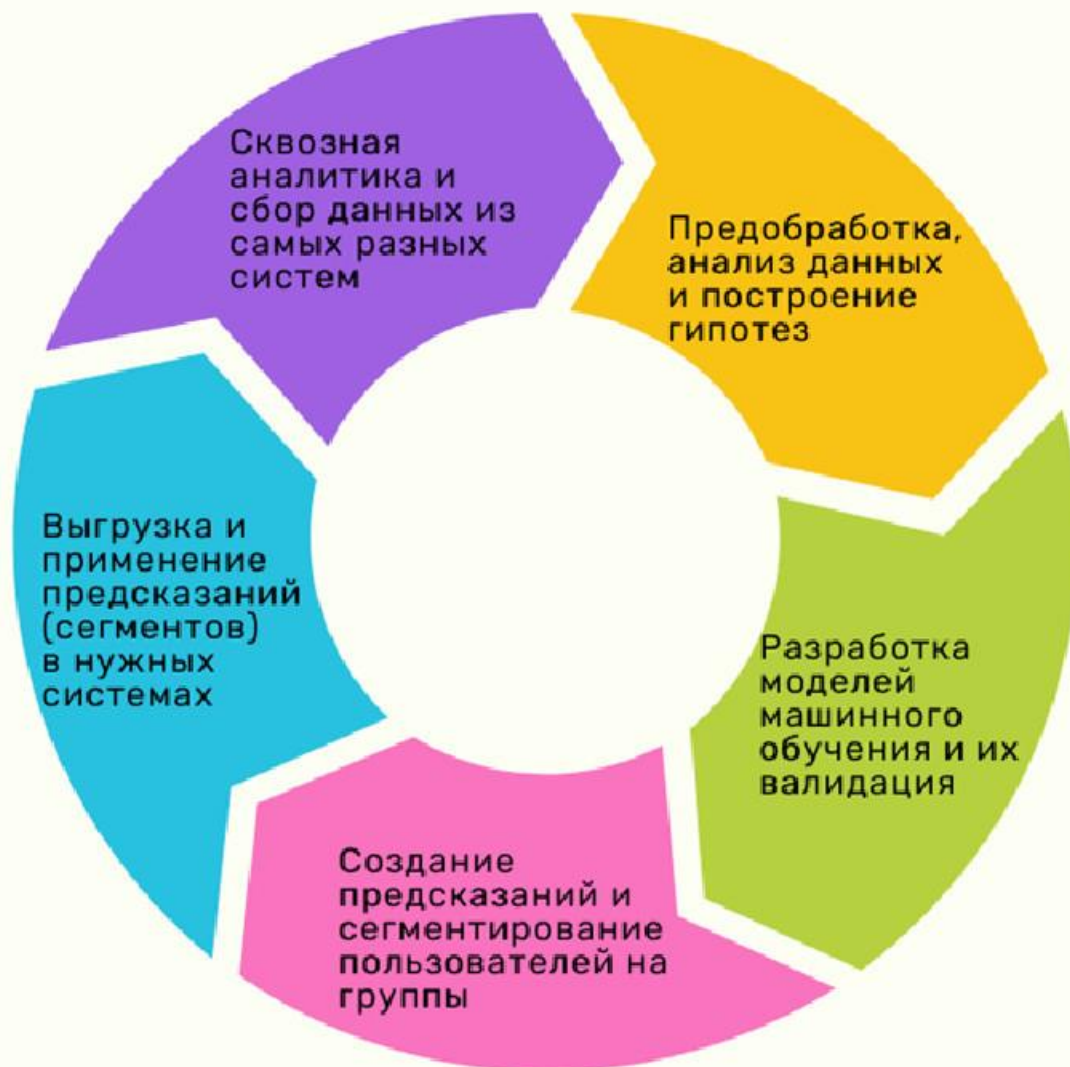 Сквозная
аналитика и
сбор данных из
самых разных
систем
Предобработка,
анализ данных
и построение
гипотез
Разработка
моделей
машинного
обучения и их
валидация
Создание
предсказаний и
сегментирование
пользователей на
группы
Выгрузка и
применение
предсказаний
(сегментов)
в нужных
системах